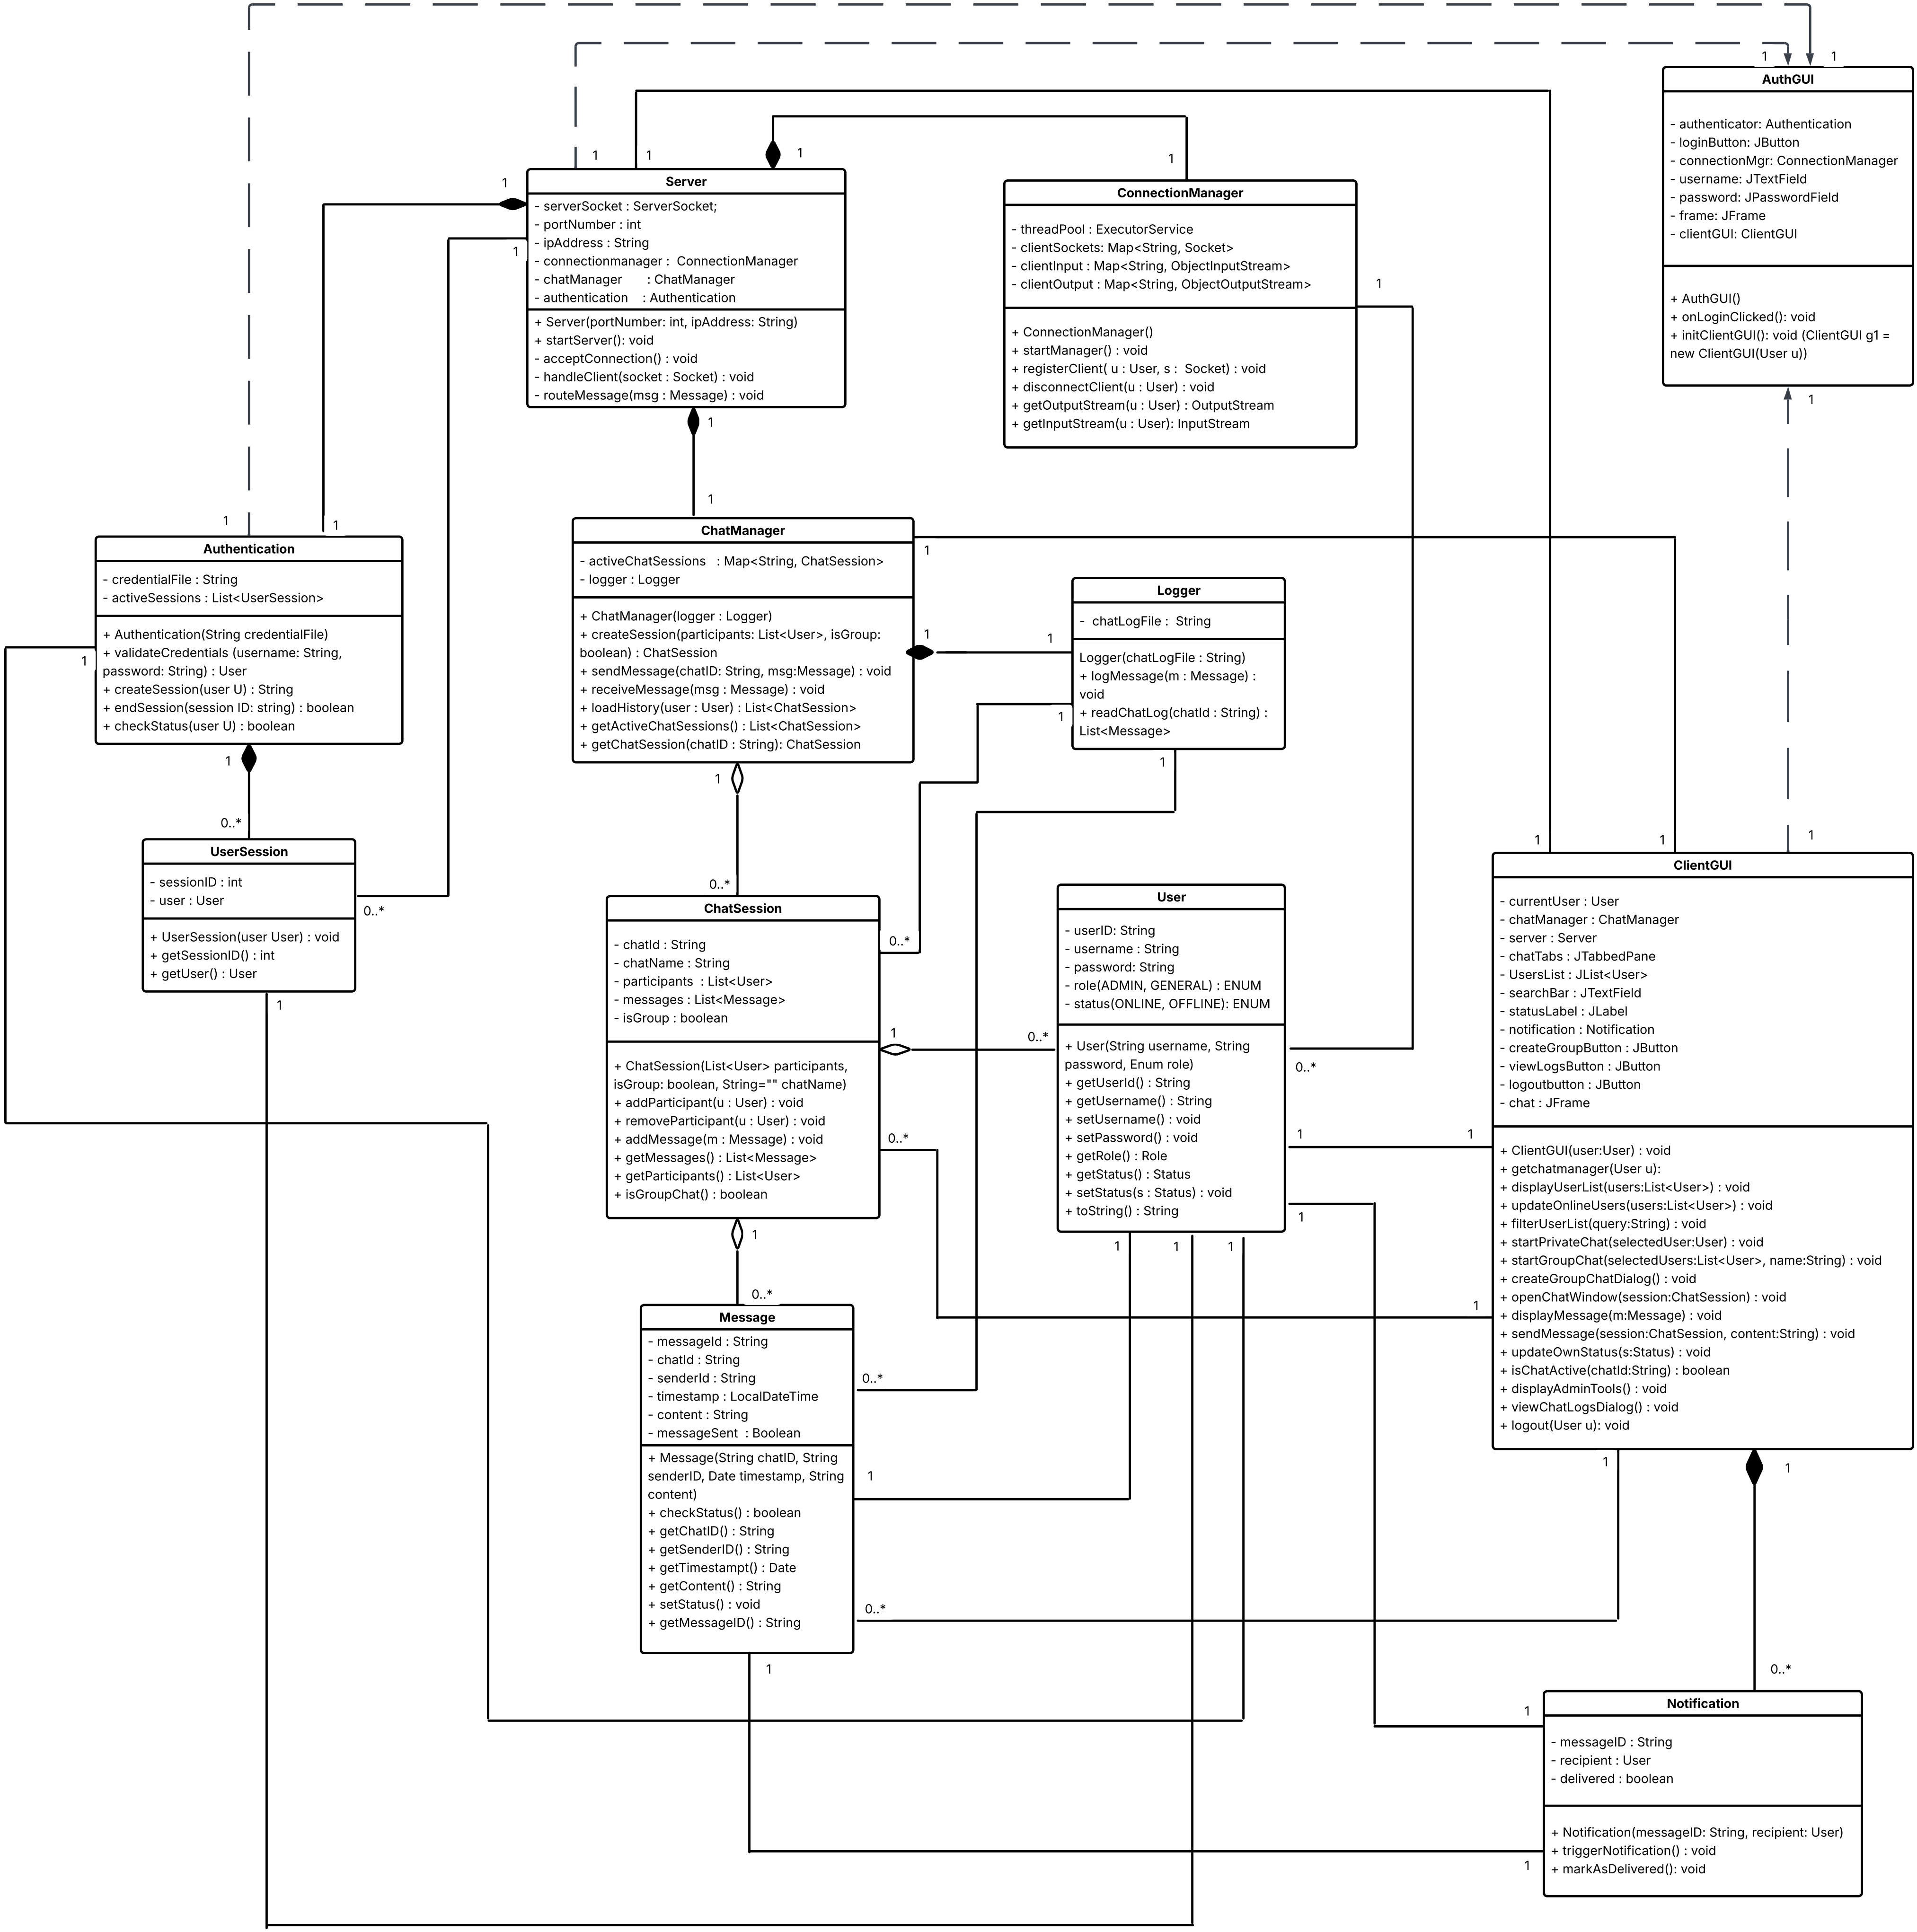 1
1
AuthGUI
- authenticator: Authentication
- loginButton: JButton
- connectionMgr: ConnectionManager
- username: JTextField
- password: JPasswordField
- frame: JFrame
- clientGUI: ClientGUI
+ AuthGUI()
+ onLoginClicked(): void
+ initClientGUI(): void (ClientGUI g1 =
new ClientGUI(User u))
1
1
1
1
1
1
1
Server
- serverSocket : ServerSocket;
- portNumber : int
- ipAddress : String
- connectionmanager : ConnectionManager
- chatManager : ChatManager
- authentication : Authentication
+ Server(portNumber: int, ipAddress: String)
+ startServer(): void
- acceptConnection() : void
- handleClient(socket : Socket) : void
- routeMessage(msg : Message) : void
1
1
ConnectionManager
- threadPool : ExecutorService
- clientSockets: Map<String, Socket>
- clientInput : Map<String, ObjectInputStream>
- clientOutput : Map<String, ObjectOutputStream>
+ ConnectionManager()
+ startManager() : void
+ registerClient( u : User, s : Socket) : void
+ disconnectClient(u : User) : void
+ getOutputStream(u : User) : OutputStream
+ getInputStream(u : User): InputStream
1
1
1
1
Authentication
- credentialFile : String
- activeSessions : List<UserSession>
+ Authentication(String credentialFile)
+ validateCredentials (username: String,
password: String) : User
+ createSession(user U) : String
+ endSession(session ID: string) : boolean
+ checkStatus(user U) : boolean
1
1
0..*
ChatManager
- activeChatSessions : Map<String, ChatSession>
- logger : Logger
+ ChatManager(logger : Logger)
+ createSession(participants: List<User>, isGroup:
boolean) : ChatSession
+ sendMessage(chatID: String, msg:Message) : void
+ receiveMessage(msg : Message) : void
+ loadHistory(user : User) : List<ChatSession>
+ getActiveChatSessions() : List<ChatSession>
+ getChatSession(chatID : String): ChatSession
1
1
1
1
Logger
- chatLogFile : String
Logger(chatLogFile : String)
+ logMessage(m : Message) :
void
+ readChatLog(chatId : String) :
List<Message>
1
1
UserSession
- sessionID : int
- user : User
+ UserSession(user User) : void
+ getSessionID() : int
+ getUser() : User
0..*
1
0..*
ChatSession
- chatId : String
- chatName : String
- participants : List<User>
- messages : List<Message>
- isGroup : boolean
+ ChatSession(List<User> participants,
isGroup: boolean, String="" chatName)
+ addParticipant(u : User) : void
+ removeParticipant(u : User) : void
+ addMessage(m : Message) : void
+ getMessages() : List<Message>
+ getParticipants() : List<User>
+ isGroupChat() : boolean
0..*
1
0..*
0..*
1
User
- userID: String
- username : String
- password: String
- role(ADMIN, GENERAL) : ENUM
- status(ONLINE, OFFLINE): ENUM
+ User(String username, String
password, Enum role)
+ getUserId() : String
+ getUsername() : String
+ setUsername() : void
+ setPassword() : void
+ getRole() : Role
+ getStatus() : Status
+ setStatus(s : Status) : void
+ toString() : String
0..*
1
1
1
1
1
1
1
1
1
ClientGUI
- currentUser : User
- chatManager : ChatManager
- server : Server
- chatTabs : JTabbedPane
- UsersList : JList<User>
- searchBar : JTextField
- statusLabel : JLabel
- notification : Notification
- createGroupButton : JButton
- viewLogsButton : JButton
- logoutbutton : JButton
- chat : JFrame
+ ClientGUI(user:User) : void
+ getchatmanager(User u):
+ displayUserList(users:List<User>) : void
+ updateOnlineUsers(users:List<User>) : void
+ filterUserList(query:String) : void
+ startPrivateChat(selectedUser:User) : void
+ startGroupChat(selectedUsers:List<User>, name:String) : void
+ createGroupChatDialog() : void
+ openChatWindow(session:ChatSession) : void
+ displayMessage(m:Message) : void
+ sendMessage(session:ChatSession, content:String) : void
+ updateOwnStatus(s:Status) : void
+ isChatActive(chatId:String) : boolean
+ displayAdminTools() : void
+ viewChatLogsDialog() : void
+ logout(User u): void
1
1
0..*
Message
- messageId : String
- chatId : String
- senderId : String
- timestamp : LocalDateTime
- content : String
- messageSent : Boolean
+ Message(String chatID, String
senderID, Date timestamp, String
content)
+ checkStatus() : boolean
+ getChatID() : String
+ getSenderID() : String
+ getTimestampt() : Date
+ getContent() : String
+ setStatus() : void
+ getMessageID() : String
0..*
1
0..*
1
0..*
1
Notification
- messageID : String
- recipient : User
- delivered : boolean
+ Notification(messageID: String, recipient: User)
+ triggerNotification() : void
+ markAsDelivered(): void
1